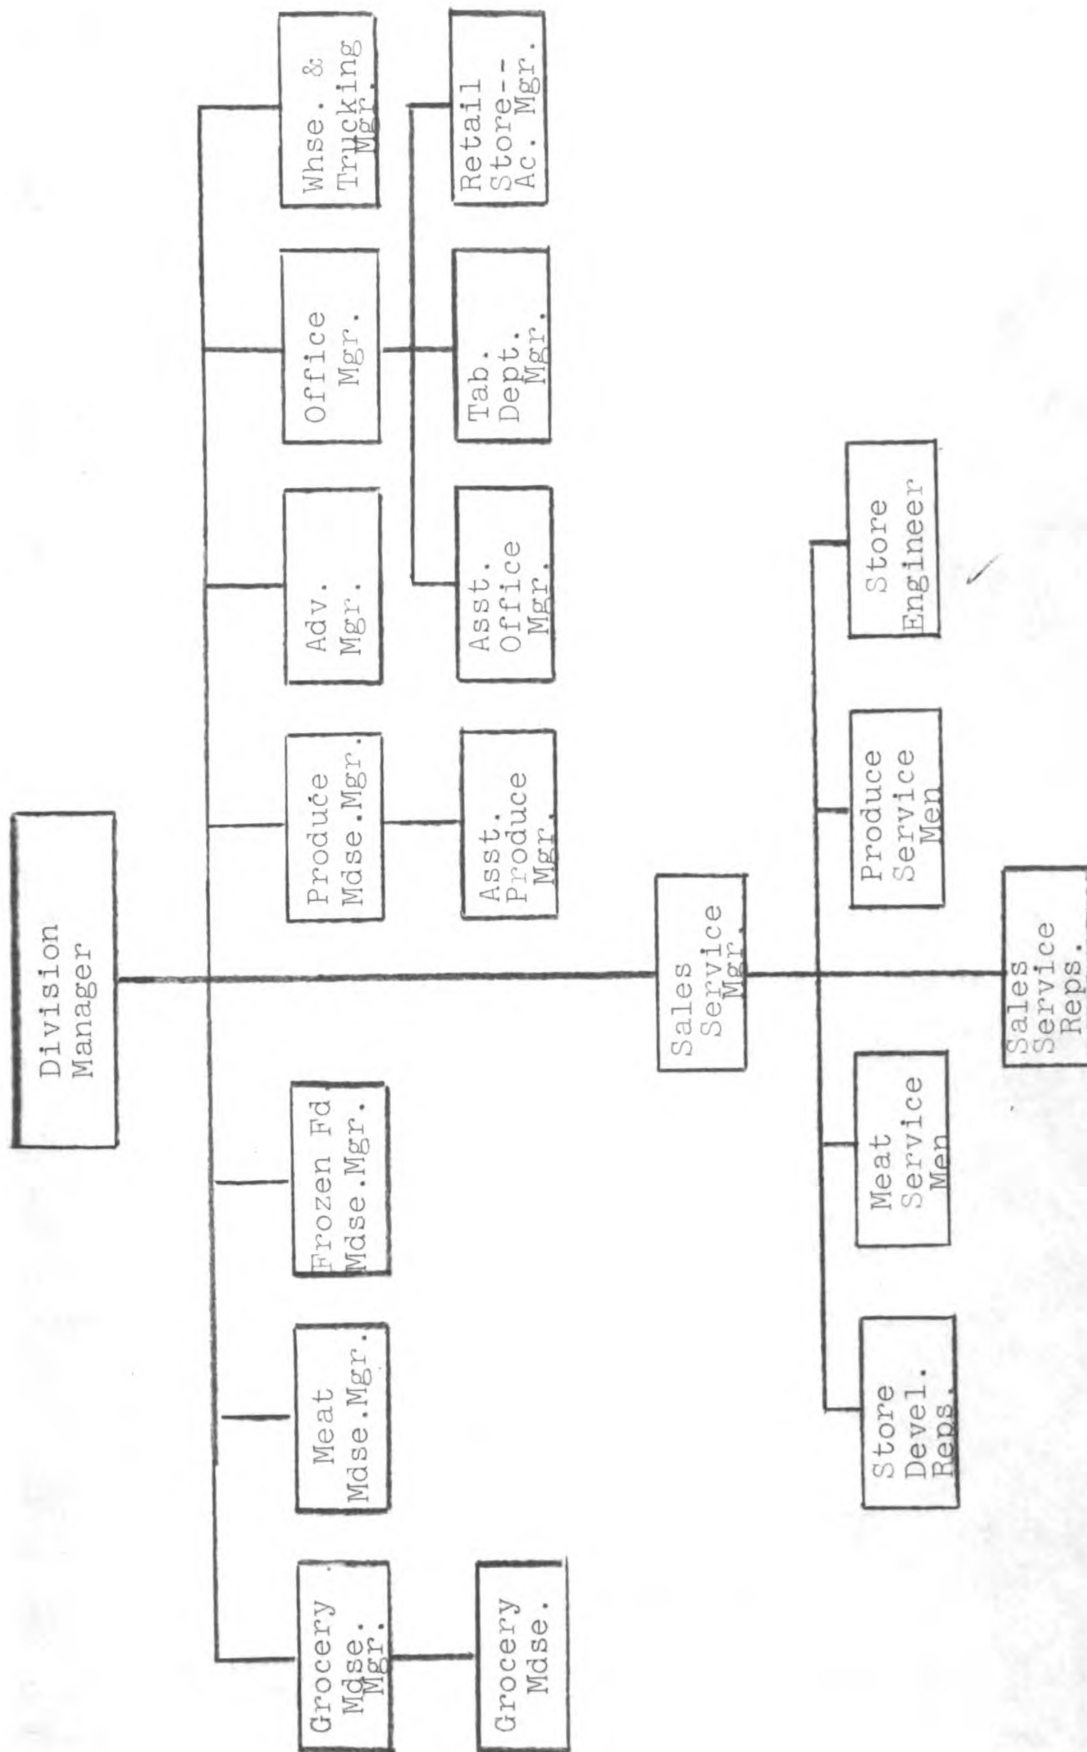 Division
Manager
Grocery
Mdse.
Mgr.
Meat
Mdse.Mgr.
Frozen Fd
Mdse.Mgr.
Produce
Mdse.Mgr.
Adv.
Mgr.
Office
Mgr.
Whse. &
Trucking
Mgr.
Grocery
Mdse.
Asst.
Produce
Mgr.
Asst.
Office
Mgr.
Tab.
Dept.
Mgr.
Retail
Store--
Ac. Mgr.
Sales
Service
Mgr.
Store
Devel.
Reps.
Meat
Service
Men
Produce
Service
Men
Store
Engineer
Sales
Service
Reps.